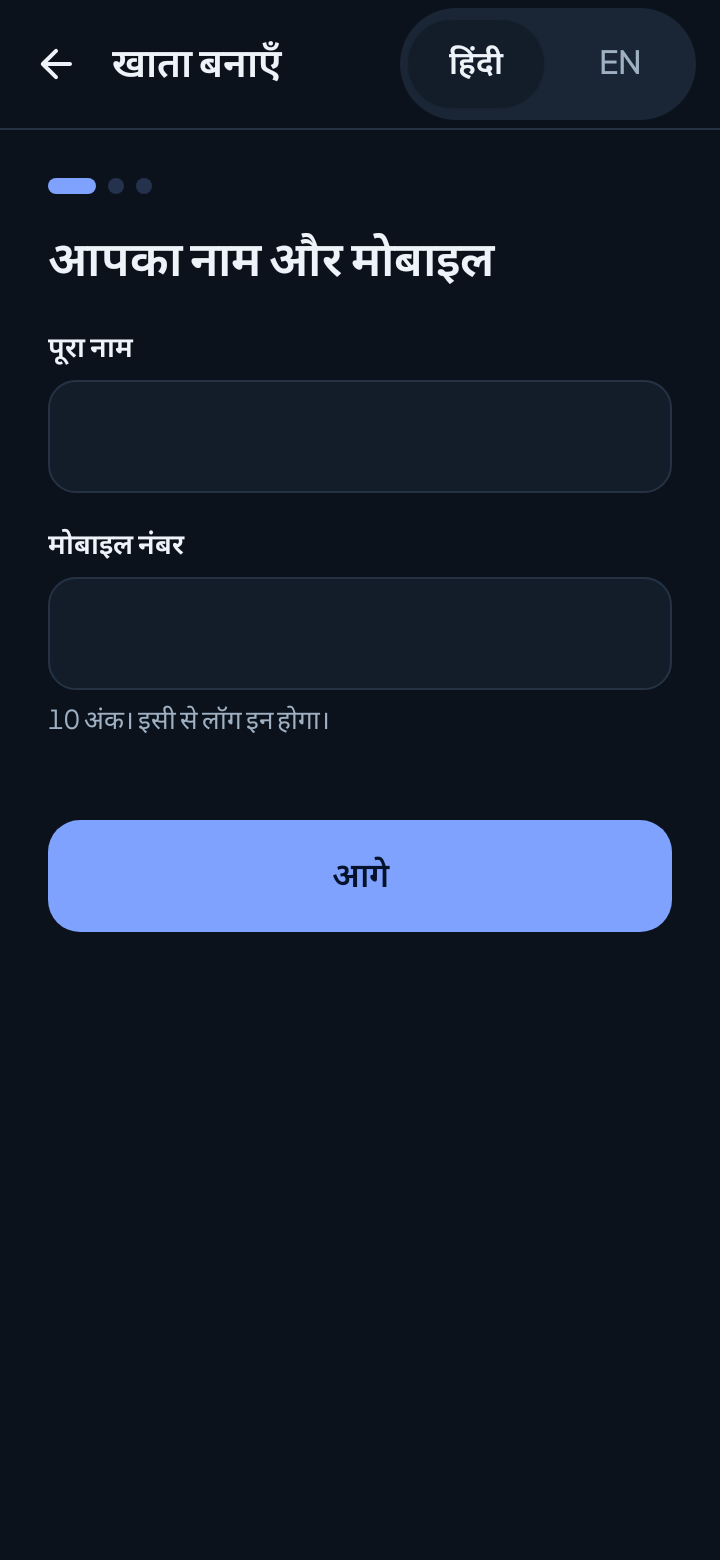 खाता बनाएँ हिंदी EN
आपका नाम और मोबाइल
पूरा नाम
मोबाइल नंबर
10 अंक। इसी से लॉग इन होगा।
आगे